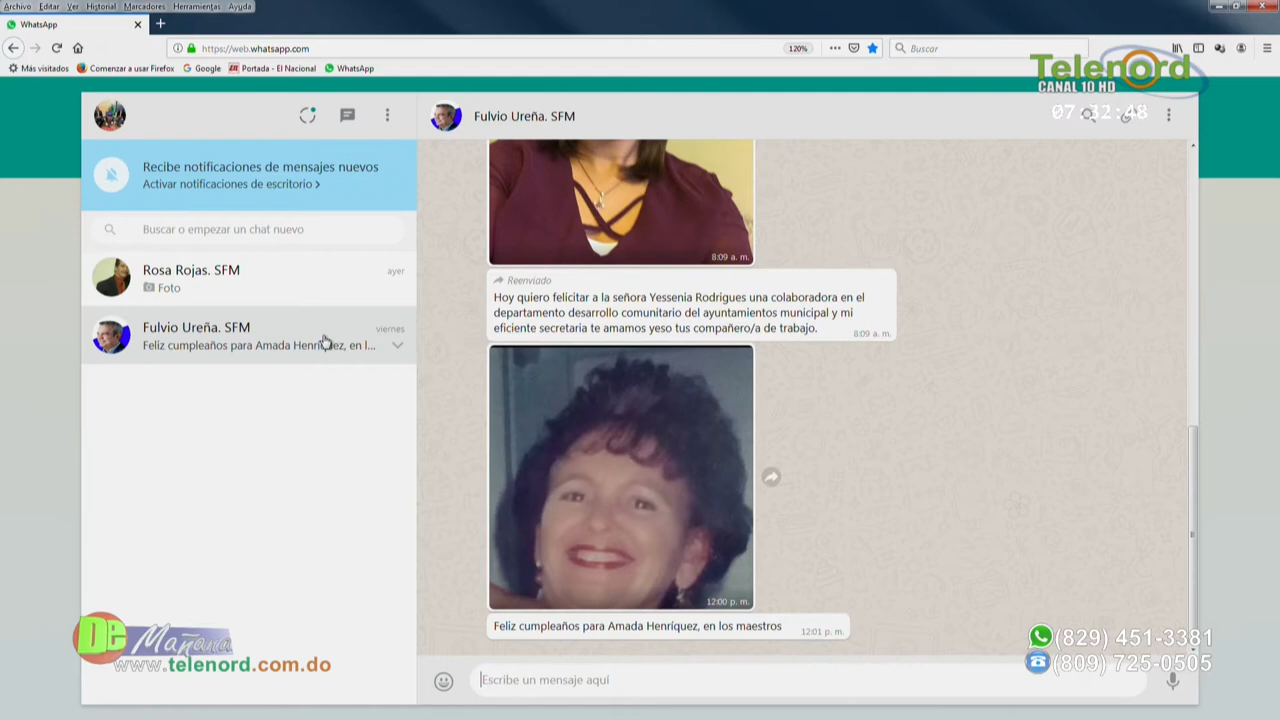 Archivo Editar Ver Historial Marcadores Herramientas Ayuda
WhatsApp
https://web.whatsapp.com
120%
Buscar
Más visitados
Comenzar a usar Firefox
Google
Portada - El Nacional
WhatsApp
Telenord
CANAL 10 HD
07:32:48
Fulvio Ureña. SFM
Recibe notificaciones de mensajes nuevos
Activar notificaciones de escritorio >
Buscar o empezar un chat nuevo
Rosa Rojas. SFM
ayer
Foto
Fulvio Ureña. SFM
viernes
Feliz cumpleaños para Amada Henríquez, en l...
8:09 a. m.
Reenviado
Hoy quiero felicitar a la señora Yessenia Rodrigues una colaboradora en el
departamento desarrollo comunitario del ayuntamientos municipal y mi
eficiente secretaria te amamos yeso tus compañero/a de trabajo.
8:09 a. m.
12:00 p. m.
Feliz cumpleaños para Amada Henríquez, en los maestros
12:01 p. m.
Escribe un mensaje aquí
De Mañana
www.telenord.com.do
(829) 451-3381
(809) 725-0505